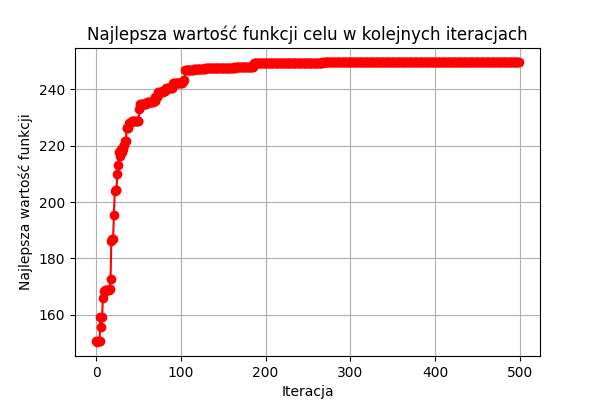 Najlepsza wartość funkcji celu w kolejnych iteracjach
Najlepsza wartość funkcji
240
220
200
180
160
0 100 200 300 400 500
Iteracja